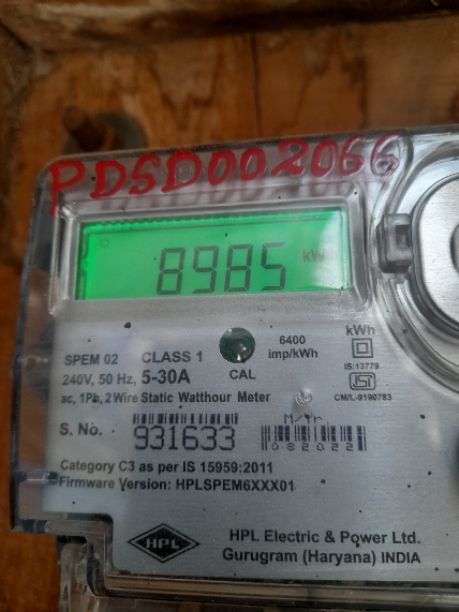 PDSD002066
8985 kWh
SPEM 02 CLASS 1
6400
imp/kWh
kWh
240V, 50 Hz, 5-30A
CAL
IS:13779
CM/L-9190783
ac, 1Ph, 2 Wire Static Watthour Meter
S. No. 931633
M/Yr.
082022
Category C3 as per IS 15959:2011
Firmware Version: HPLSPEM6XXX01
HPL
HPL Electric & Power Ltd.
Gurugram (Haryana) INDIA